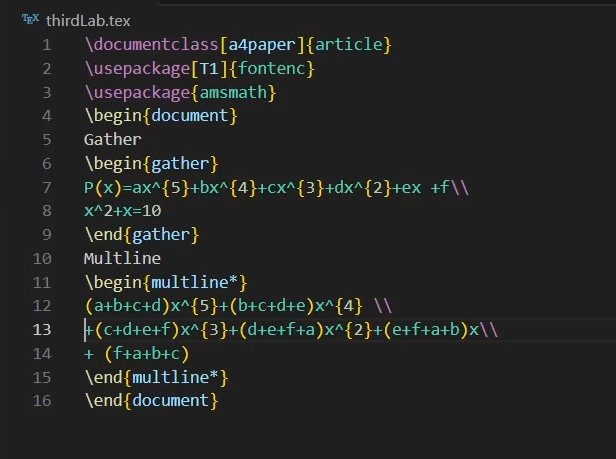 TEX thirdLab.tex
1 \documentclass[a4paper]{article}
2 \usepackage[T1]{fontenc}
3 \usepackage{amsmath}
4 \begin{document}
5 Gather
6 \begin{gather}
7 P(x)=ax^{5}+bx^{4}+cx^{3}+dx^{2}+ex +f\\
8 x^2+x=10
9 \end{gather}
10 Multline
11 \begin{multline*}
12 (a+b+c+d)x^{5}+(b+c+d+e)x^{4} \\
13 +(c+d+e+f)x^{3}+(d+e+f+a)x^{2}+(e+f+a+b)x\\
14 + (f+a+b+c)
15 \end{multline*}
16 \end{document}